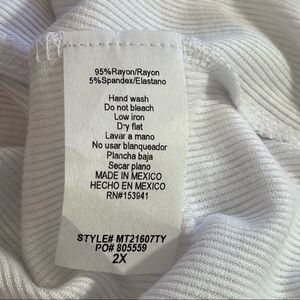 95%Rayon/Rayon
5%Spandex/Elastano
Hand wash
Do not bleach
Low iron
Dry flat
Lavar a mano
No usar blanqueador
Plancha baja
Secar plano
MADE IN MEXICO
HECHO EN MEXICO
RN#153941
STYLE# MT21607TY
PO# 805559
2X